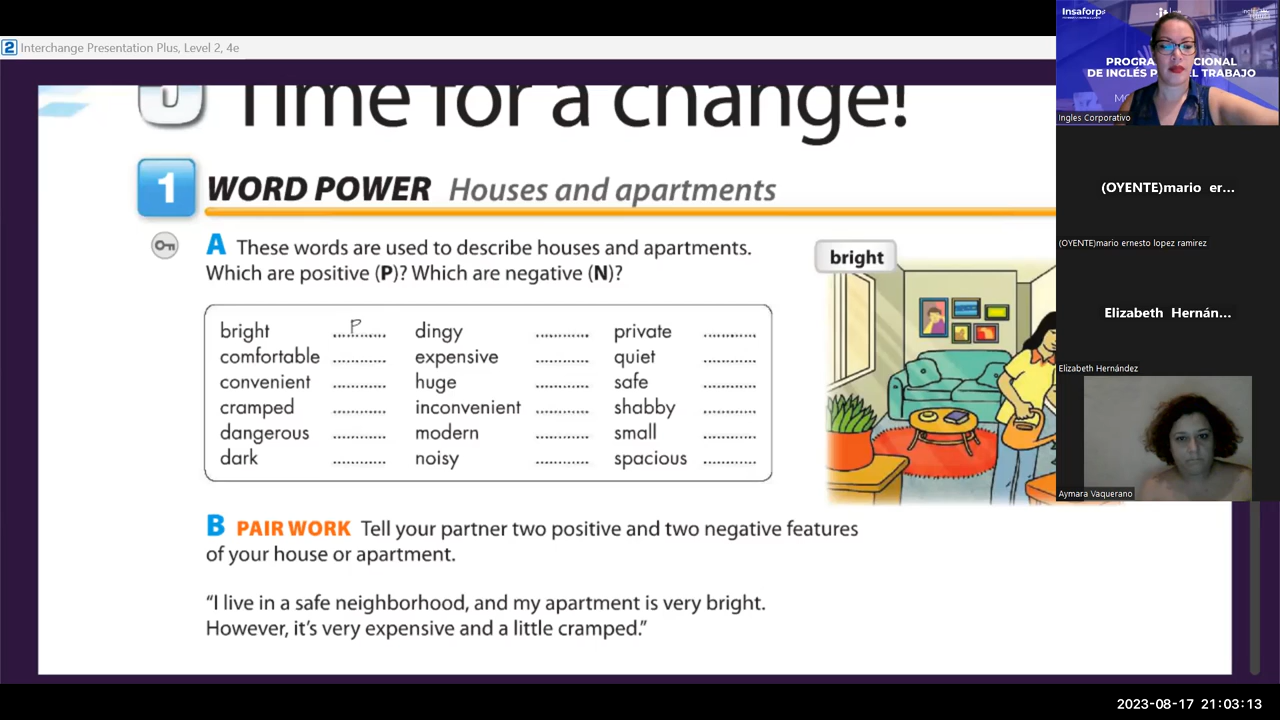 Interchange Presentation Plus, Level 2, 4e
Time for a change!
1 WORD POWER Houses and apartments
A These words are used to describe houses and apartments.
Which are positive (P)? Which are negative (N)?
bright ....P....... dingy ............ private ............
comfortable ............ expensive ............ quiet ............
convenient ............ huge ............ safe ............
cramped ............ inconvenient ............ shabby ............
dangerous ............ modern ............ small ............
dark ............ noisy ............ spacious ............
bright
B PAIR WORK Tell your partner two positive and two negative features
of your house or apartment.
“I live in a safe neighborhood, and my apartment is very bright.
However, it’s very expensive and a little cramped.”
Insaforp
DE INGLÉS
TRABAJO
Ingles Corporativo
(OYENTE)mario er...
(OYENTE)mario ernesto lopez ramirez
Elizabeth Hernán...
Elizabeth Hernández
Aymara Vaquerano
2023-08-17 21:03:13